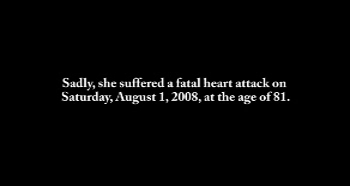 Sadly, she suffered a fatal heart attack on
Saturday, August 1, 2008, at the age of 81.